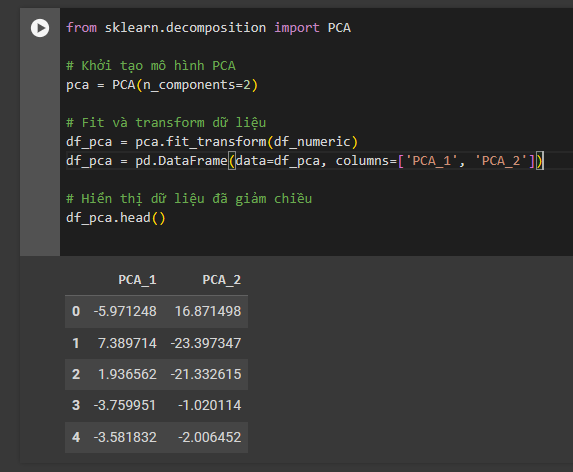 from sklearn.decomposition import PCA
# Khởi tạo mô hình PCA
pca = PCA(n_components=2)
# Fit và transform dữ liệu
df_pca = pca.fit_transform(df_numeric)
df_pca = pd.DataFrame(data=df_pca, columns=['PCA_1', 'PCA_2'])
# Hiển thị dữ liệu đã giảm chiều
df_pca.head()
PCA_1 PCA_2
0 -5.971248 16.871498
1 7.389714 -23.397347
2 1.936562 -21.332615
3 -3.759951 -1.020114
4 -3.581832 -2.006452